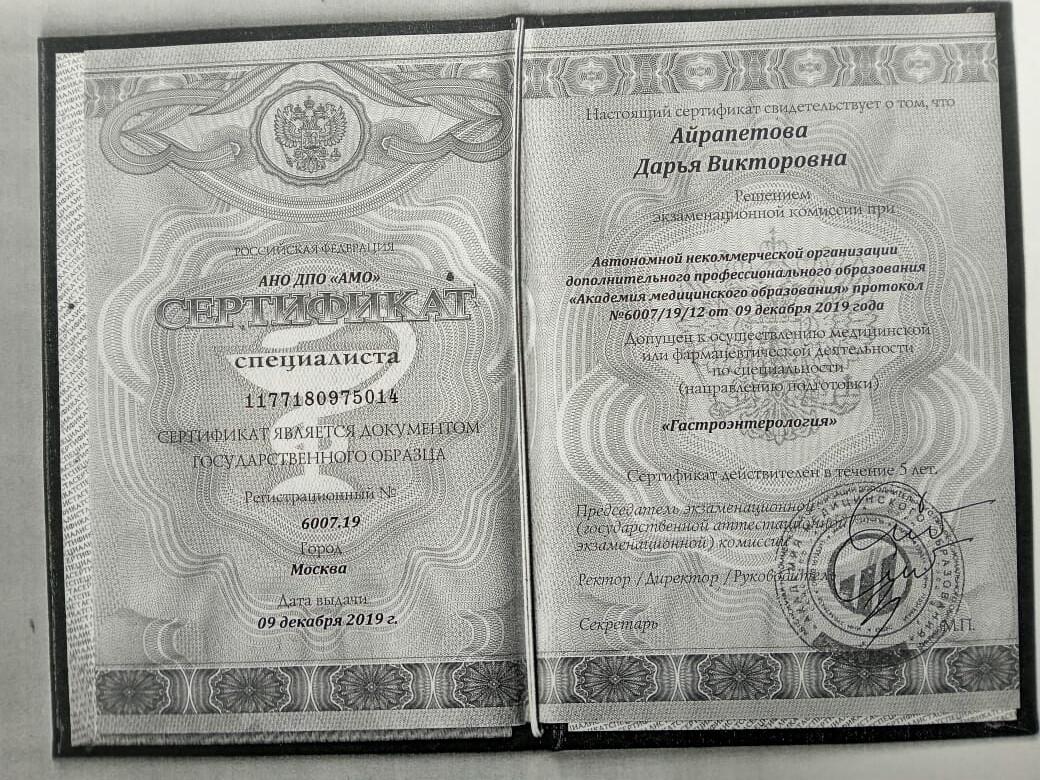 РОССИЙСКАЯ ФЕДЕРАЦИЯ
АНО ДПО «АМО»
СЕРТИФИКАТ
специалиста
1177180975014
СЕРТИФИКАТ ЯВЛЯЕТСЯ ДОКУМЕНТОМ
ГОСУДАРСТВЕННОГО ОБРАЗЦА
Регистрационный №
6007.19
Город
Москва
Дата выдачи
09 декабря 2019 г.
Настоящий сертификат свидетельствует о том, что
Айрапетова
Дарья Викторовна
Решением
экзаменационной комиссии при
Автономной некоммерческой организации
дополнительного профессионального образования
«Академия медицинского образования» протокол
№6007/19/12 от 09 декабря 2019 года
Допущен к осуществлению медицинской
или фармацевтической деятельности
по специальности
(направлению подготовки)
«Гастроэнтерология»
Сертификат действителен в течение 5 лет.
Председатель экзаменационной
(государственной аттестационной
экзаменационной) комиссии
Ректор / Директор / Руководитель
Секретарь
М.П.